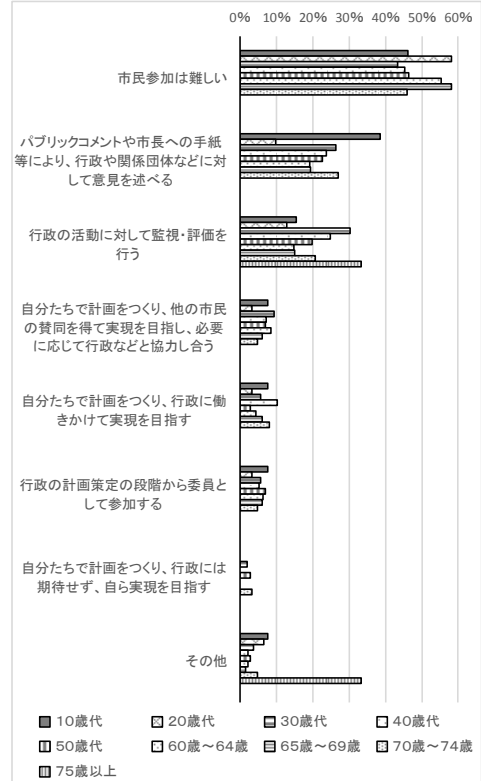 0% 10% 20% 30% 40% 50% 60%
市民参加は難しい
パブリックコメントや市長への手紙
等により、行政や関係団体などに対
して意見を述べる
行政の活動に対して監視・評価を
行う
自分たちで計画をつくり、他の市民
の賛同を得て実現を目指し、必要
に応じて行政などと協力し合う
自分たちで計画をつくり、行政に働
きかけて実現を目指す
行政の計画策定の段階から委員と
して参加する
自分たちで計画をつくり、行政には
期待せず、自ら実現を目指す
その他
10歳代 20歳代 30歳代 40歳代
50歳代 60歳~64歳 65歳~69歳 70歳~74歳
75歳以上